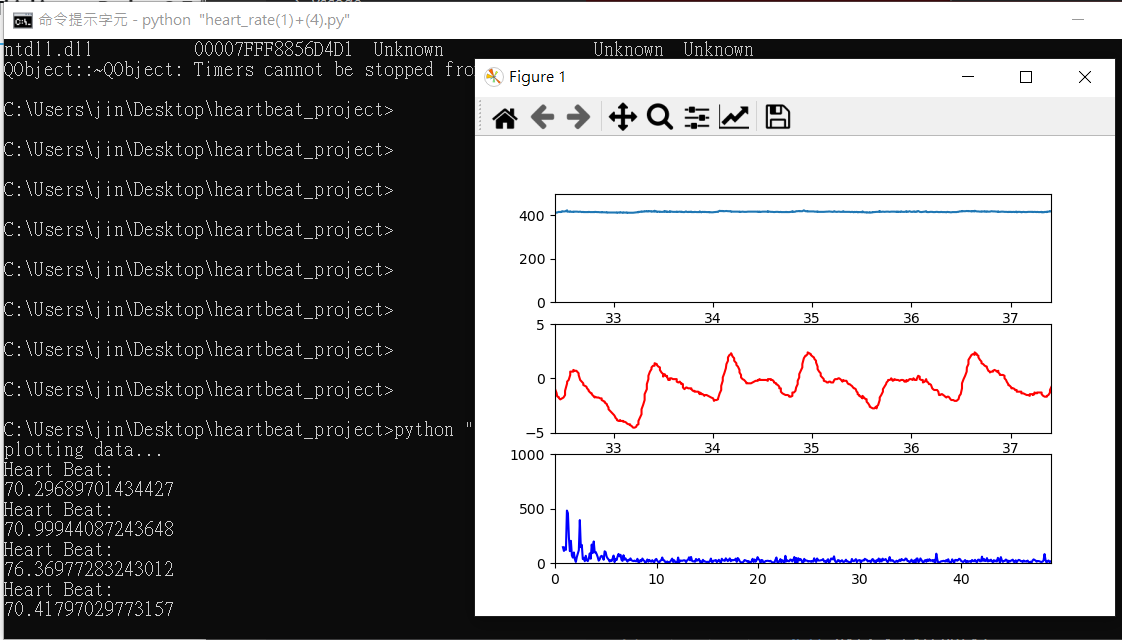 命令提示字元 - python  "heart_rate(1)+(4).py"
ntdll.dll          00007FFF8856D4D1  Unknown               Unknown  Unknown
QObject::~QObject: Timers cannot be stopped fro
C:\Users\jin\Desktop\heartbeat_project>
C:\Users\jin\Desktop\heartbeat_project>
C:\Users\jin\Desktop\heartbeat_project>
C:\Users\jin\Desktop\heartbeat_project>
C:\Users\jin\Desktop\heartbeat_project>
C:\Users\jin\Desktop\heartbeat_project>
C:\Users\jin\Desktop\heartbeat_project>
C:\Users\jin\Desktop\heartbeat_project>
C:\Users\jin\Desktop\heartbeat_project>python "
plotting data...
Heart Beat:
70.29689701434427
Heart Beat:
70.99944087243648
Heart Beat:
76.36977283243012
Heart Beat:
70.41797029773157
Figure 1
400
200
0
33 34 35 36 37
5
0
−5
33 34 35 36 37
1000
500
0
0 10 20 30 40